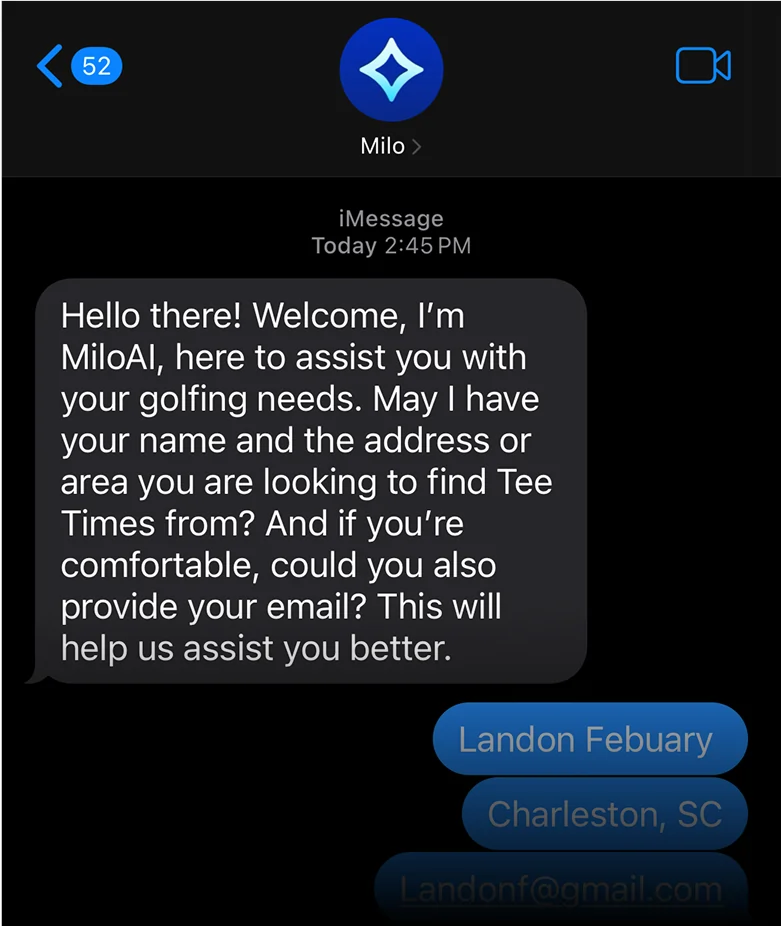 52
Milo
iMessage
Today 2:45 PM
Hello there! Welcome, I’m
MiloAI, here to assist you with
your golfing needs. May I have
your name and the address or
area you are looking to find Tee
Times from? And if you’re
comfortable, could you also
provide your email? This will
help us assist you better.
Landon Febuary
Charleston, SC
Landonf@gmail.com